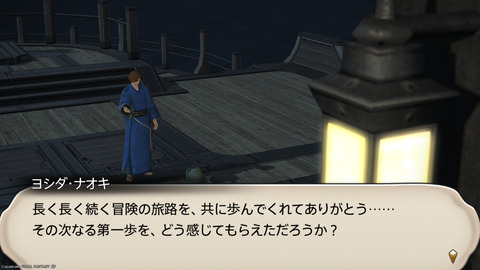 ヨシダ・ナオキ
長く長く続く冒険の旅路を、共に歩んでくれてありがとう……
その次なる第一歩を、どう感じてもらえただろうか？